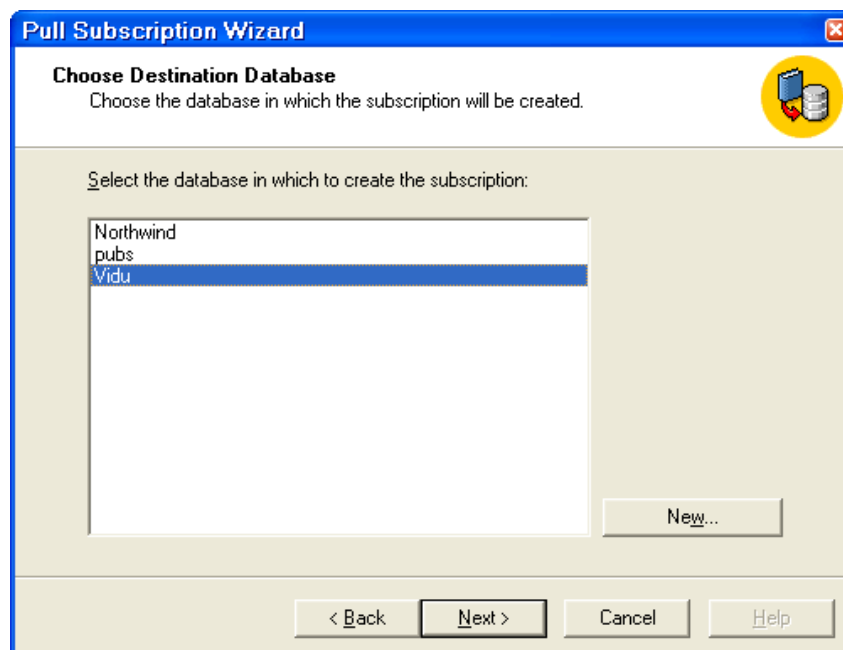 Pull Subscription Wizard
Choose Destination Database
Choose the database in which the subscription will be created.
Select the database in which to create the subscription:
Northwind
pubs
Vidu
New...
< Back
Next >
Cancel
Help